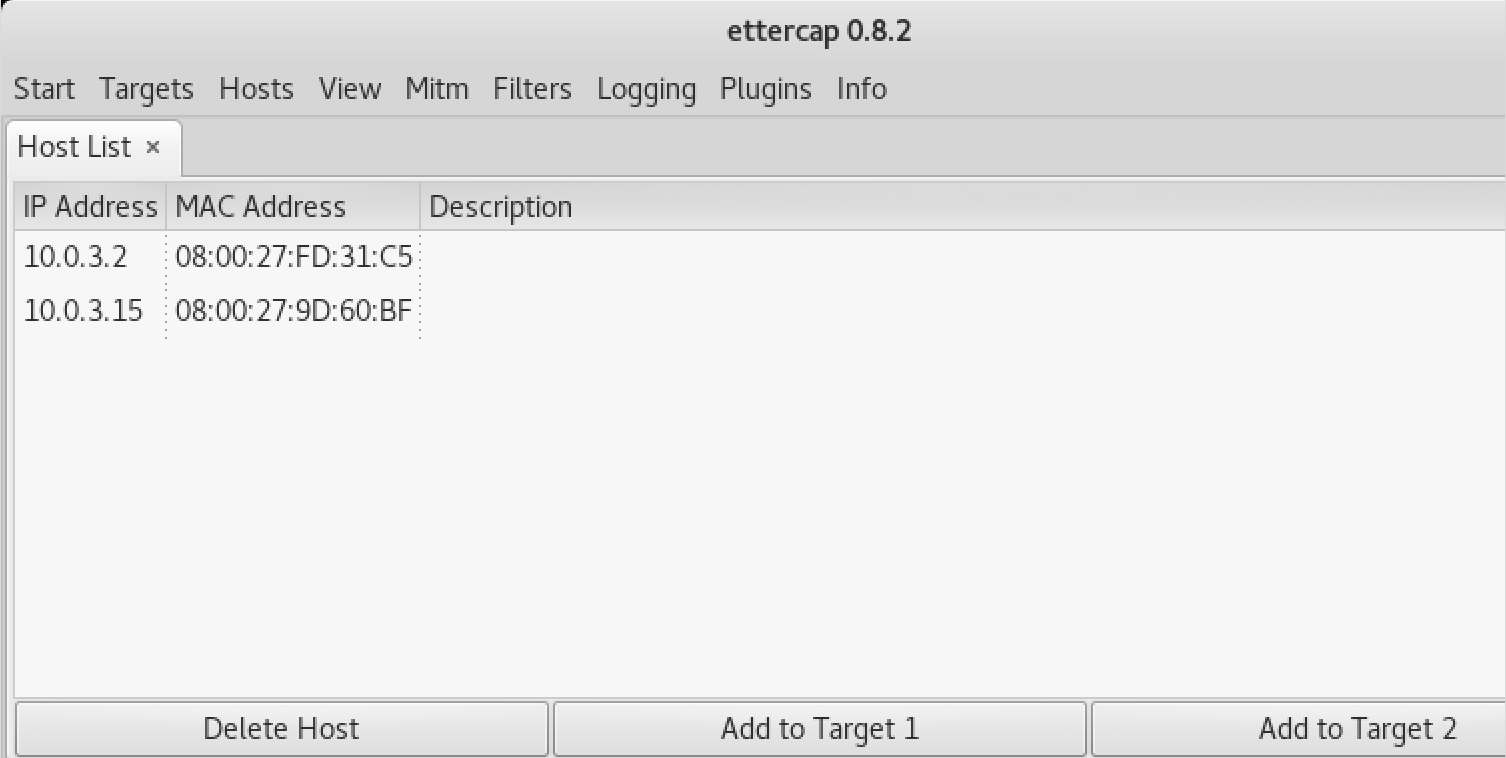 ettercap 0.8.2
Start Targets Hosts View Mitm Filters Logging Plugins Info
Host List ×
IP Address MAC Address Description
10.0.3.2 08:00:27:FD:31:C5
10.0.3.15 08:00:27:9D:60:BF
Delete Host Add to Target 1 Add to Target 2